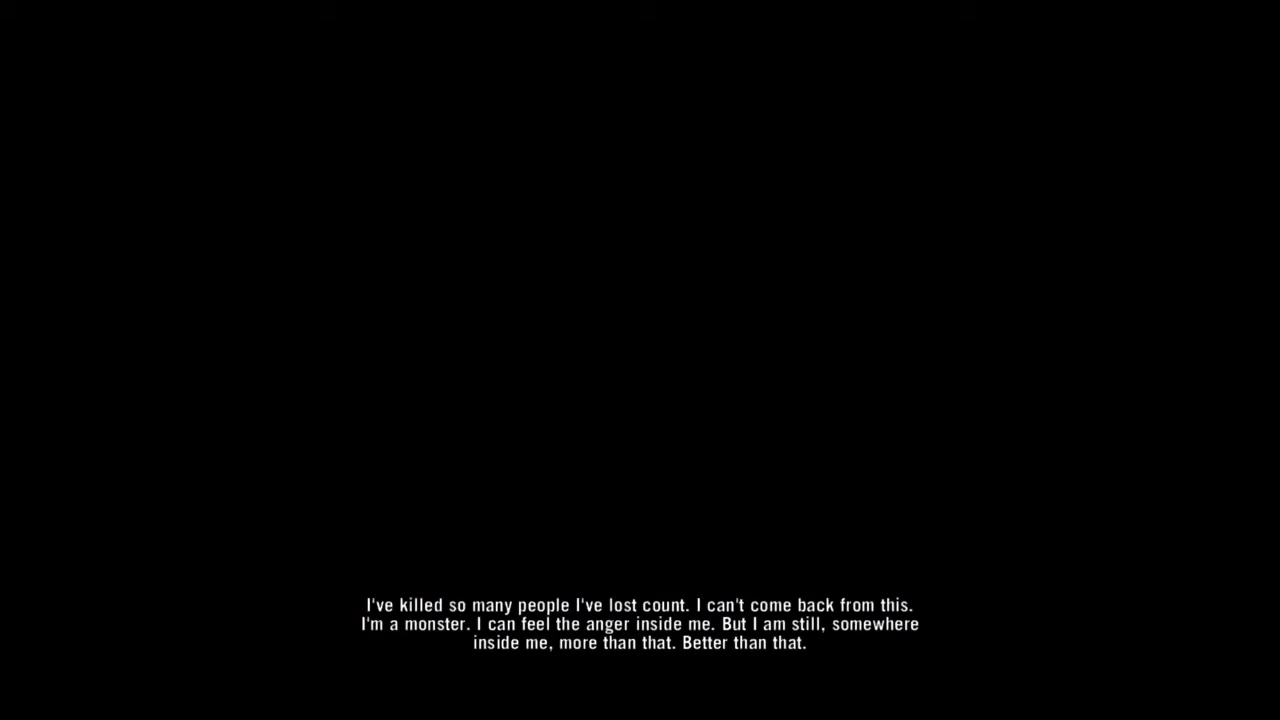 I've killed so many people I've lost count. I can't come back from this.
I'm a monster. I can feel the anger inside me. But I am still, somewhere
inside me, more than that. Better than that.